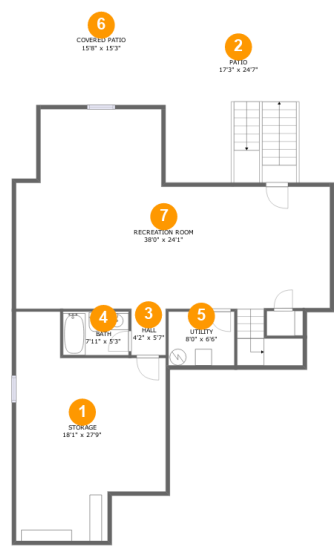 6
COVERED PATIO
15'8" x 15'3"
2
PATIO
17'3" x 24'7"
7
RECREATION ROOM
38'0" x 24'1"
4
BATH
7'11" x 5'3"
3
HALL
4'2" x 5'7"
5
UTILITY
8'0" x 6'6"
1
STORAGE
18'1" x 27'9"